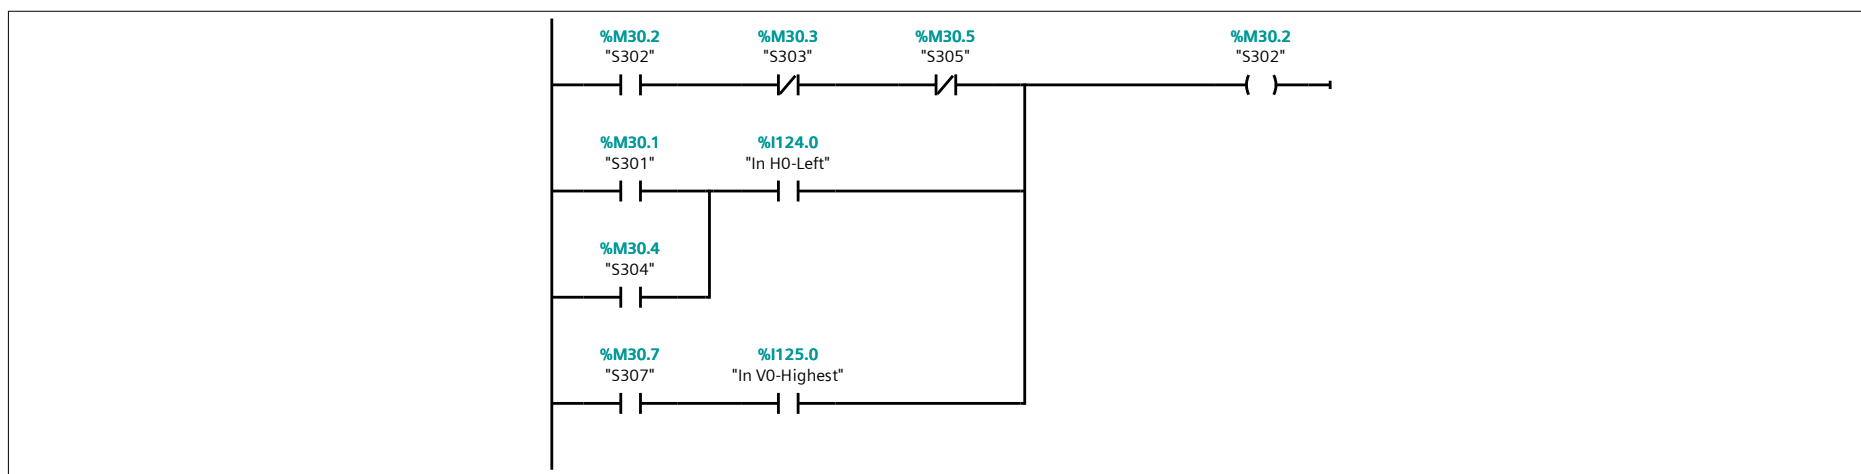 %M30.2 %M30.3 %M30.5 %M30.2
"S302" "S303" "S305" "S302"
%M30.1 %I124.0
"S301" "In H0-Left"
%M30.4
"S304"
%M30.7 %I125.0
"S307" "In V0-Highest"